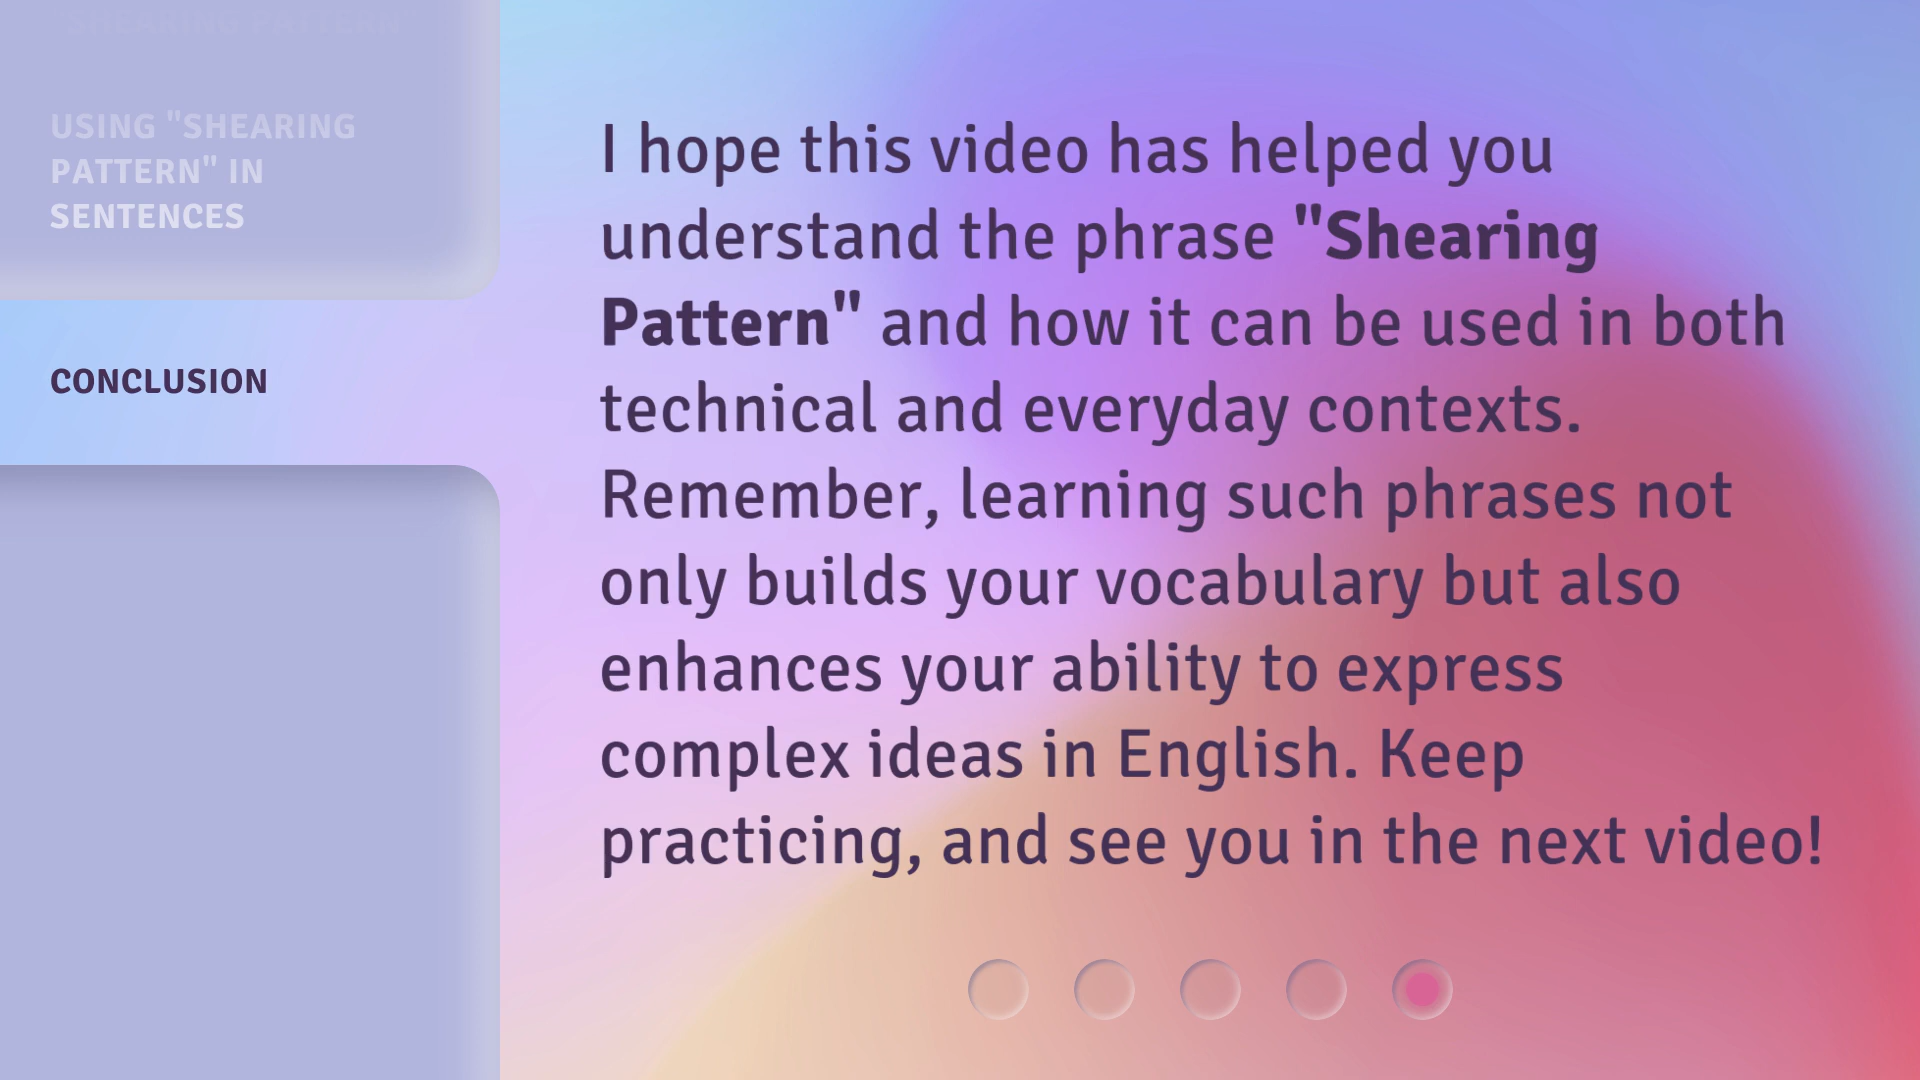 "SHEARING PATTERN"
USING "SHEARING
PATTERN" IN
SENTENCES
CONCLUSION
I hope this video has helped you
understand the phrase "Shearing
Pattern" and how it can be used in both
technical and everyday contexts.
Remember, learning such phrases not
only builds your vocabulary but also
enhances your ability to express
complex ideas in English. Keep
practicing, and see you in the next video!